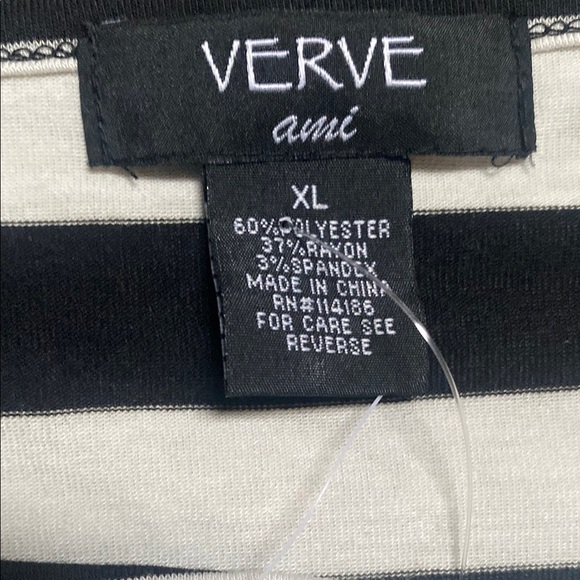 VERVE
ami
XL
60%POLYESTER
37%RAYON
3%SPANDEX
MADE IN CHINA
RN#114186
FOR CARE SEE
REVERSE